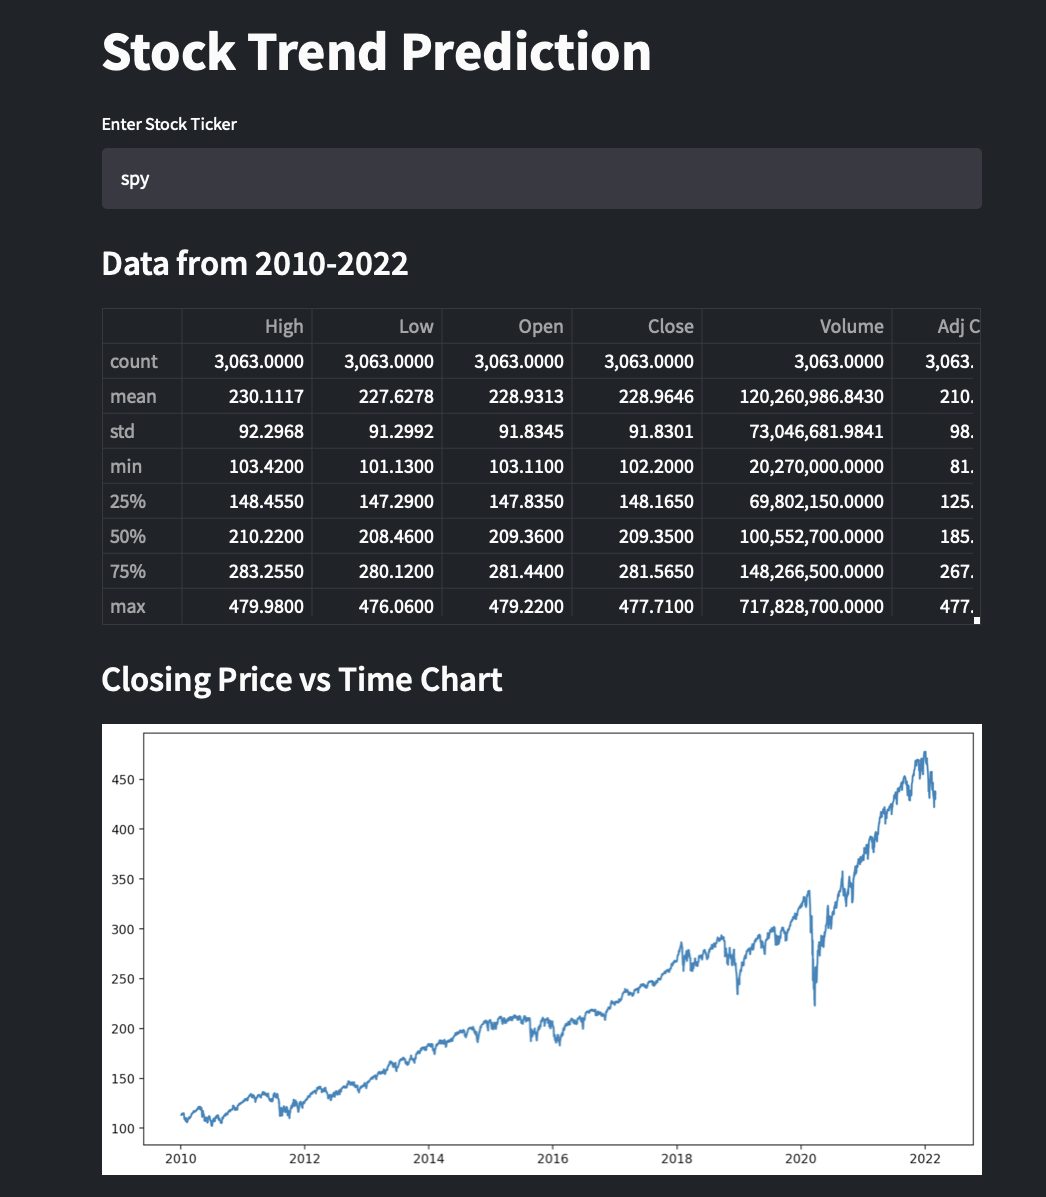 Stock Trend Prediction
Enter Stock Ticker
spy
Data from 2010-2022
High Low Open Close Volume Adj C
count 3,063.0000 3,063.0000 3,063.0000 3,063.0000 3,063.0000 3,063.
mean 230.1117 227.6278 228.9313 228.9646 120,260,986.8430 210.
std 92.2968 91.2992 91.8345 91.8301 73,046,681.9841 98.
min 103.4200 101.1300 103.1100 102.2000 20,270,000.0000 81.
25% 148.4550 147.2900 147.8350 148.1650 69,802,150.0000 125.
50% 210.2200 208.4600 209.3600 209.3500 100,552,700.0000 185.
75% 283.2550 280.1200 281.4400 281.5650 148,266,500.0000 267.
max 479.9800 476.0600 479.2200 477.7100 717,828,700.0000 477.
Closing Price vs Time Chart
450
400
350
300
250
200
150
100
2010 2012 2014 2016 2018 2020 2022